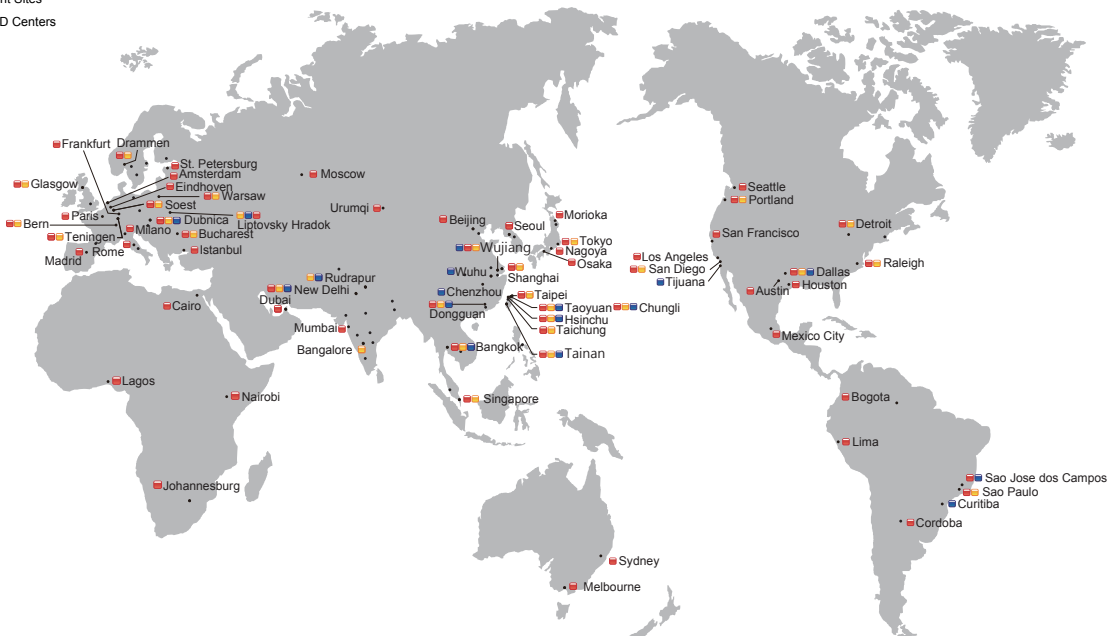 nt Sites
D Centers
Frankfurt
Drammen
St. Petersburg
Amsterdam
Eindhoven
Glasgow
Warsaw
Soest
Paris
Dubnica
Liptovsky Hradok
Bern
Milano
Teningen
Bucharest
Rome
Madrid
Istanbul
Moscow
Urumqi
Beijing
Seoul
Morioka
Tokyo
Nagoya
Osaka
Wujiang
Wuhu
Shanghai
Chenzhou
Dongguan
Taipei
Taoyuan
Chungli
Hsinchu
Taichung
Tainan
Rudrapur
New Delhi
Dubai
Cairo
Mumbai
Bangalore
Bangkok
Singapore
Lagos
Nairobi
Johannesburg
Sydney
Melbourne
Seattle
Portland
San Francisco
Detroit
Raleigh
Los Angeles
San Diego
Tijuana
Dallas
Houston
Austin
Mexico City
Bogota
Lima
Sao Jose dos Campos
Sao Paulo
Curitiba
Cordoba